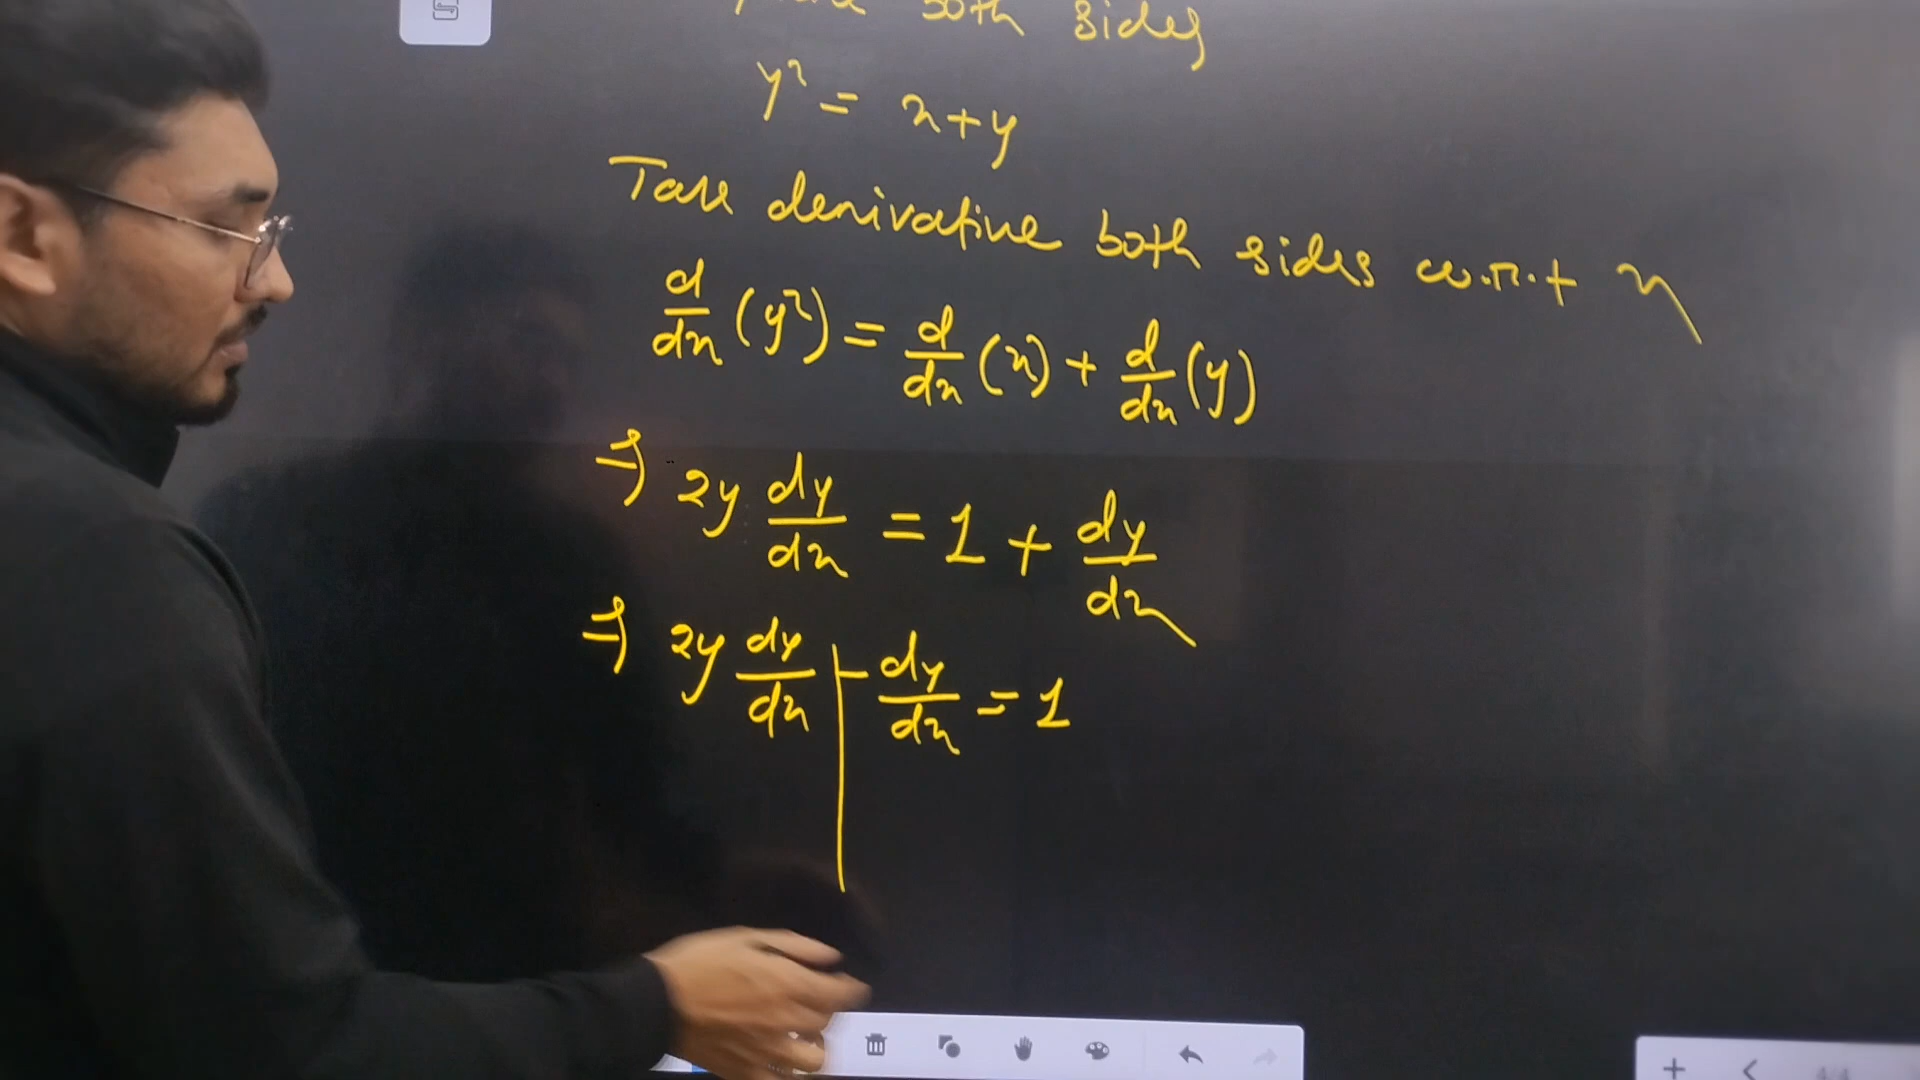 both sides
y² = x+y
Take derivative both sides w.r.t x
d/dx (y²) = d/dx (x) + d/dx (y)
⇒ 2y dy/dx = 1 + dy/dx
⇒ 2y dy/dx - dy/dx = 1